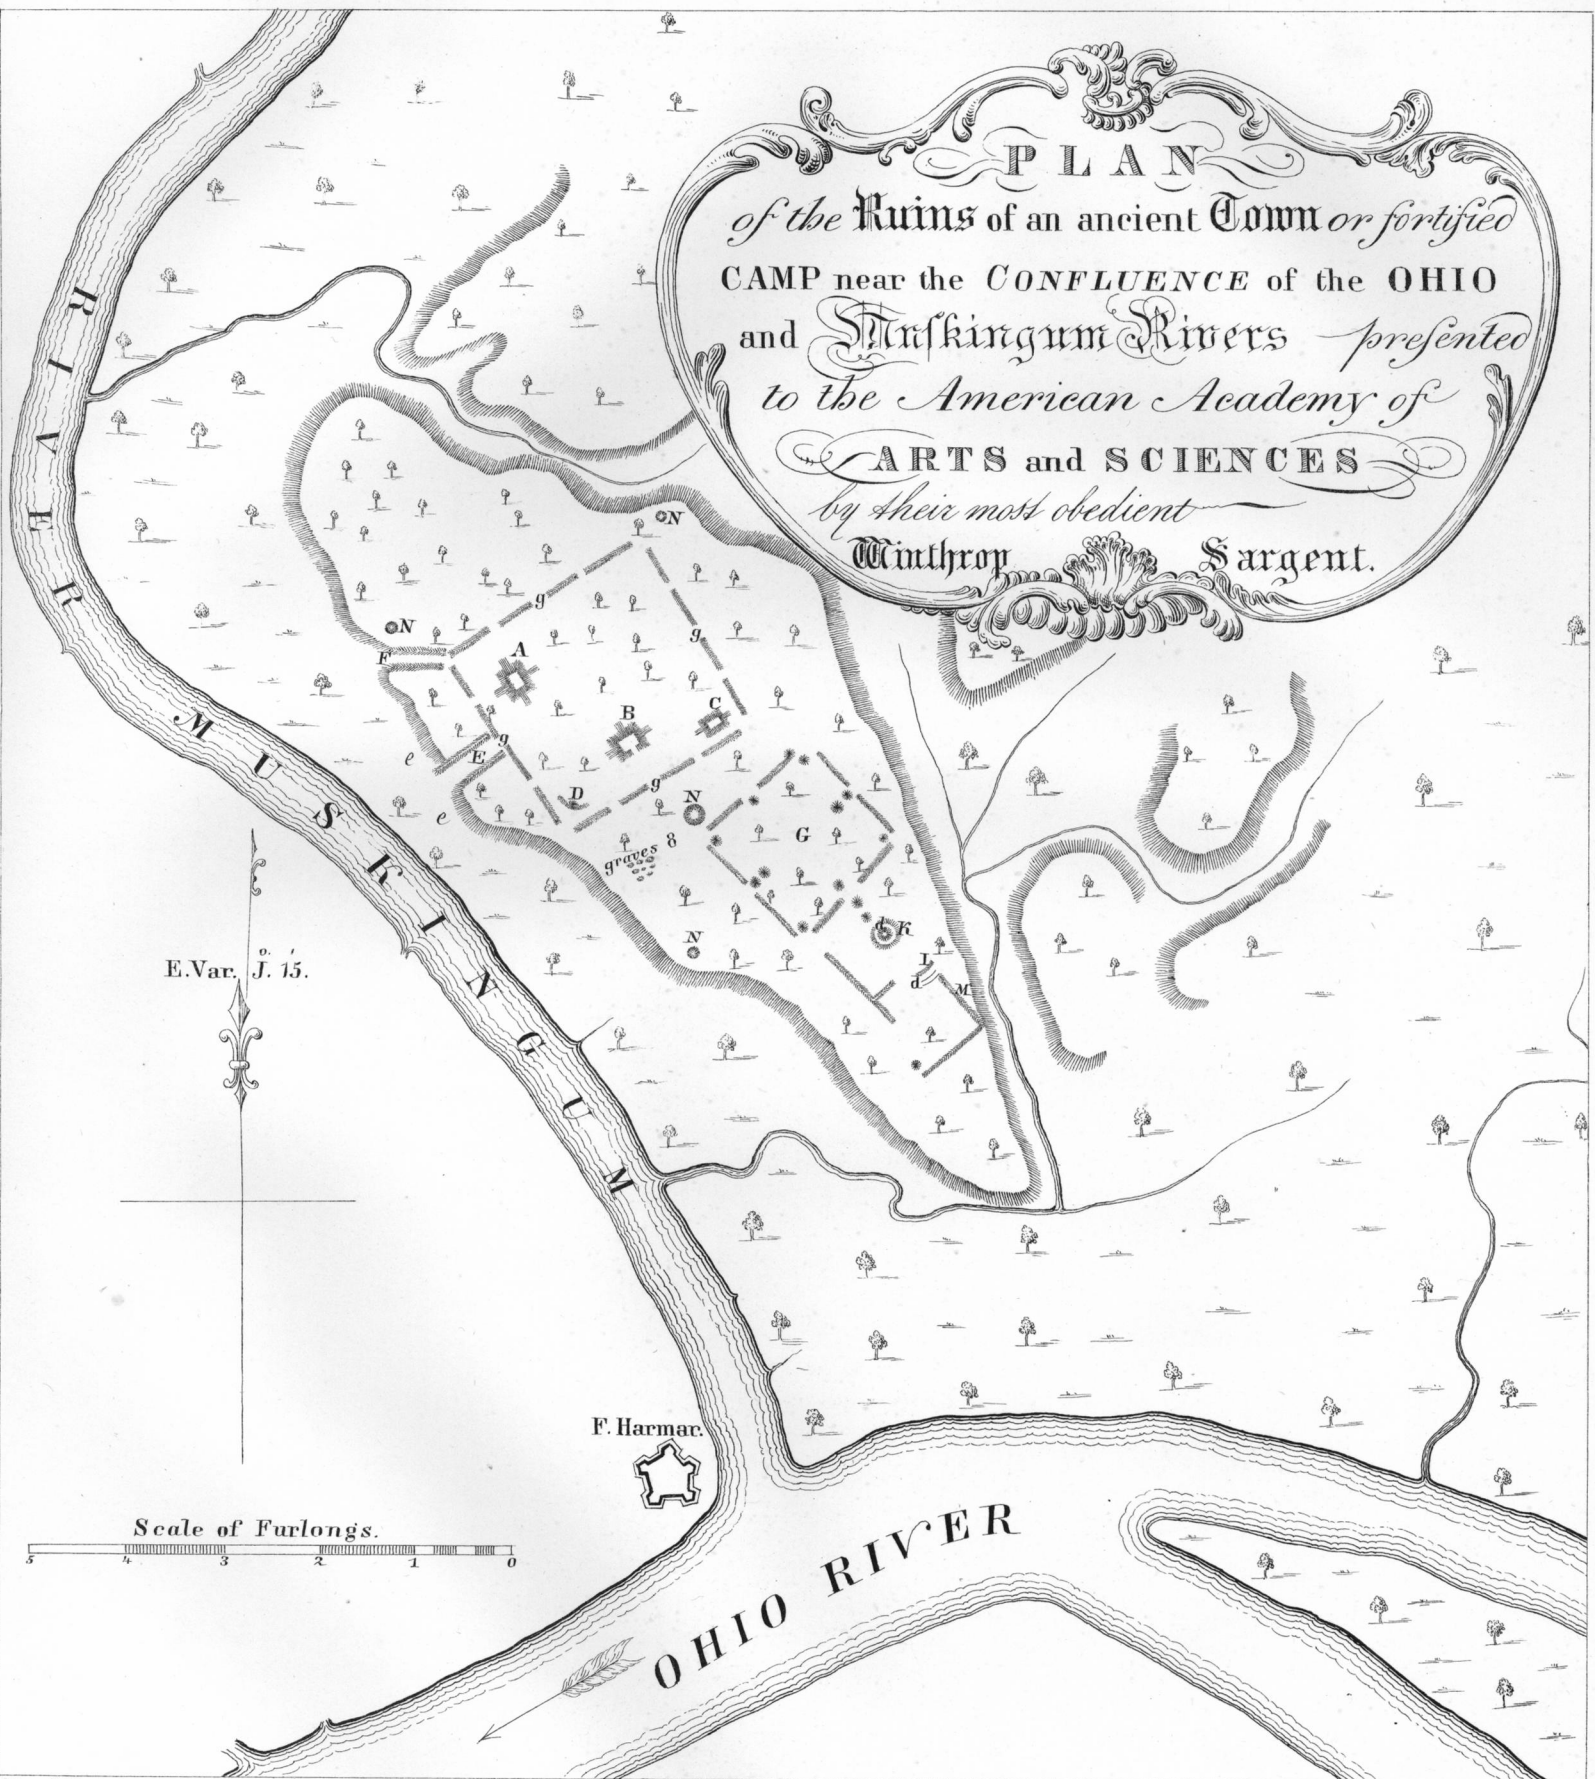 PLAN
of the Ruins of an ancient Town or fortified
CAMP near the CONFLUENCE of the OHIO
and Muſkingum Rivers preſented
to the American Academy of
ARTS and SCIENCES
by their most obedient
Winthrop Sargent.
RIVER MUSKINGUM
N
N
F
A
g
g
B
C
e
E
g
g
D
N
e
G
graves 8
d K
N
I
d
M
E.Var. J.° 15.'
F. Harmar.
Scale of Furlongs.
5 4 3 2 1 0
OHIO RIVER